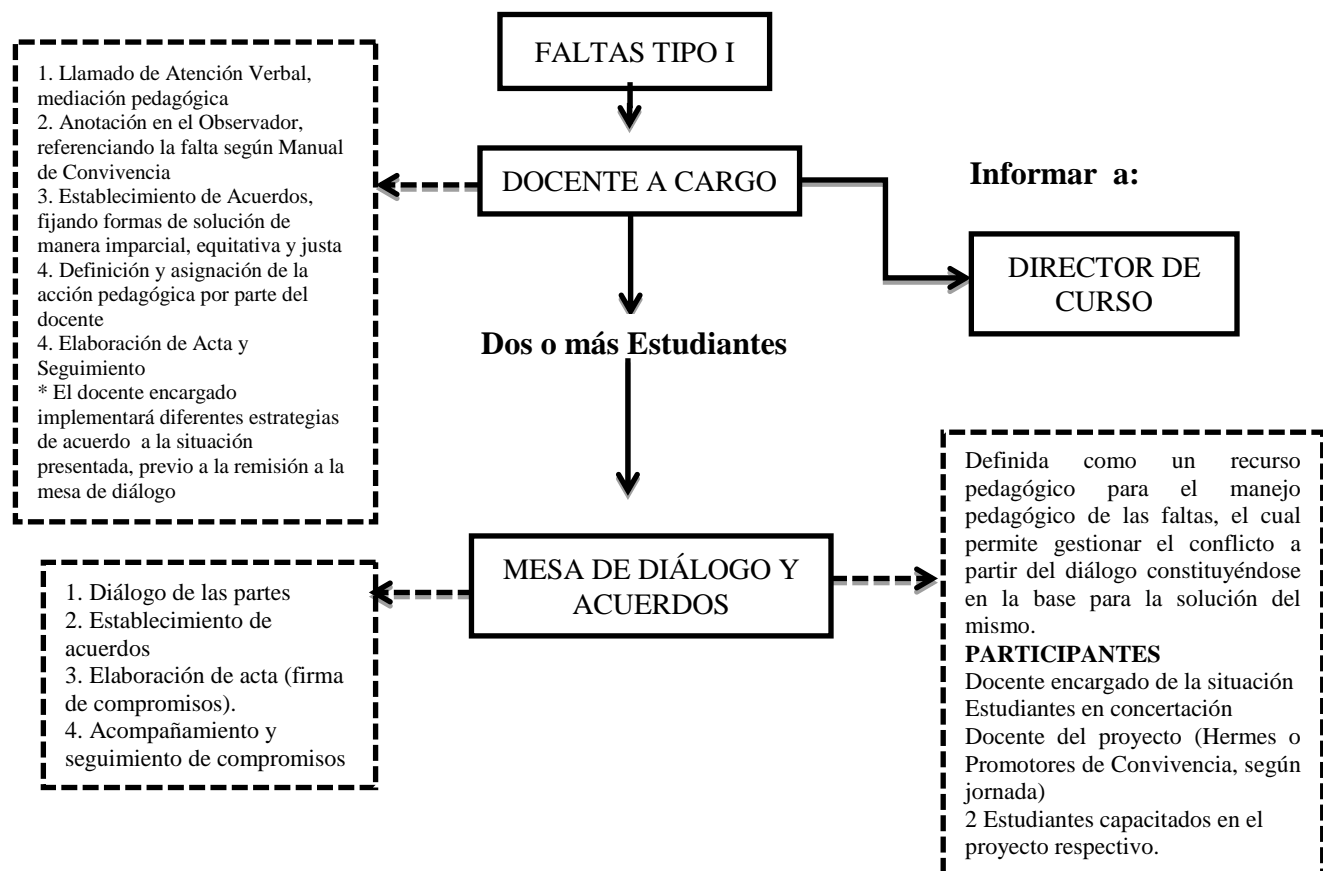 FALTAS TIPO I
1. Llamado de Atención Verbal,
mediación pedagógica
2. Anotación en el Observador,
referenciando la falta según Manual
de Convivencia
3. Establecimiento de Acuerdos,
fijando formas de solución de
manera imparcial, equitativa y justa
4. Definición y asignación de la
acción pedagógica por parte del
docente
4. Elaboración de Acta y
Seguimiento
* El docente encargado
implementará diferentes estrategias
de acuerdo a la situación
presentada, previo a la remisión a la
mesa de diálogo
DOCENTE A CARGO
Informar a:
DIRECTOR DE
CURSO
Dos o más Estudiantes
MESA DE DIÁLOGO Y
ACUERDOS
1. Diálogo de las partes
2. Establecimiento de
acuerdos
3. Elaboración de acta (firma
de compromisos).
4. Acompañamiento y
seguimiento de compromisos
Definida como un recurso
pedagógico para el manejo
pedagógico de las faltas, el cual
permite gestionar el conflicto a
partir del diálogo constituyéndose
en la base para la solución del
mismo.
PARTICIPANTES
Docente encargado de la situación
Estudiantes en concertación
Docente del proyecto (Hermes o
Promotores de Convivencia, según
jornada)
2 Estudiantes capacitados en el
proyecto respectivo.